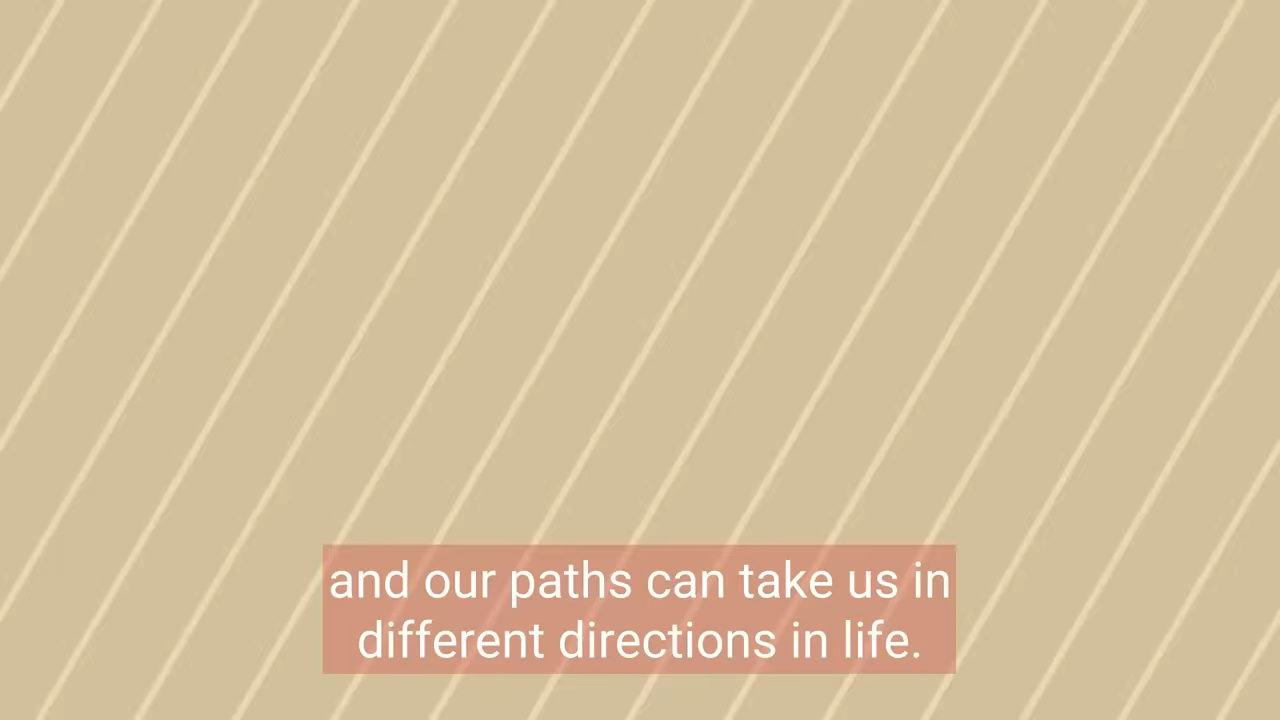 and our paths can take us in
different directions in life.